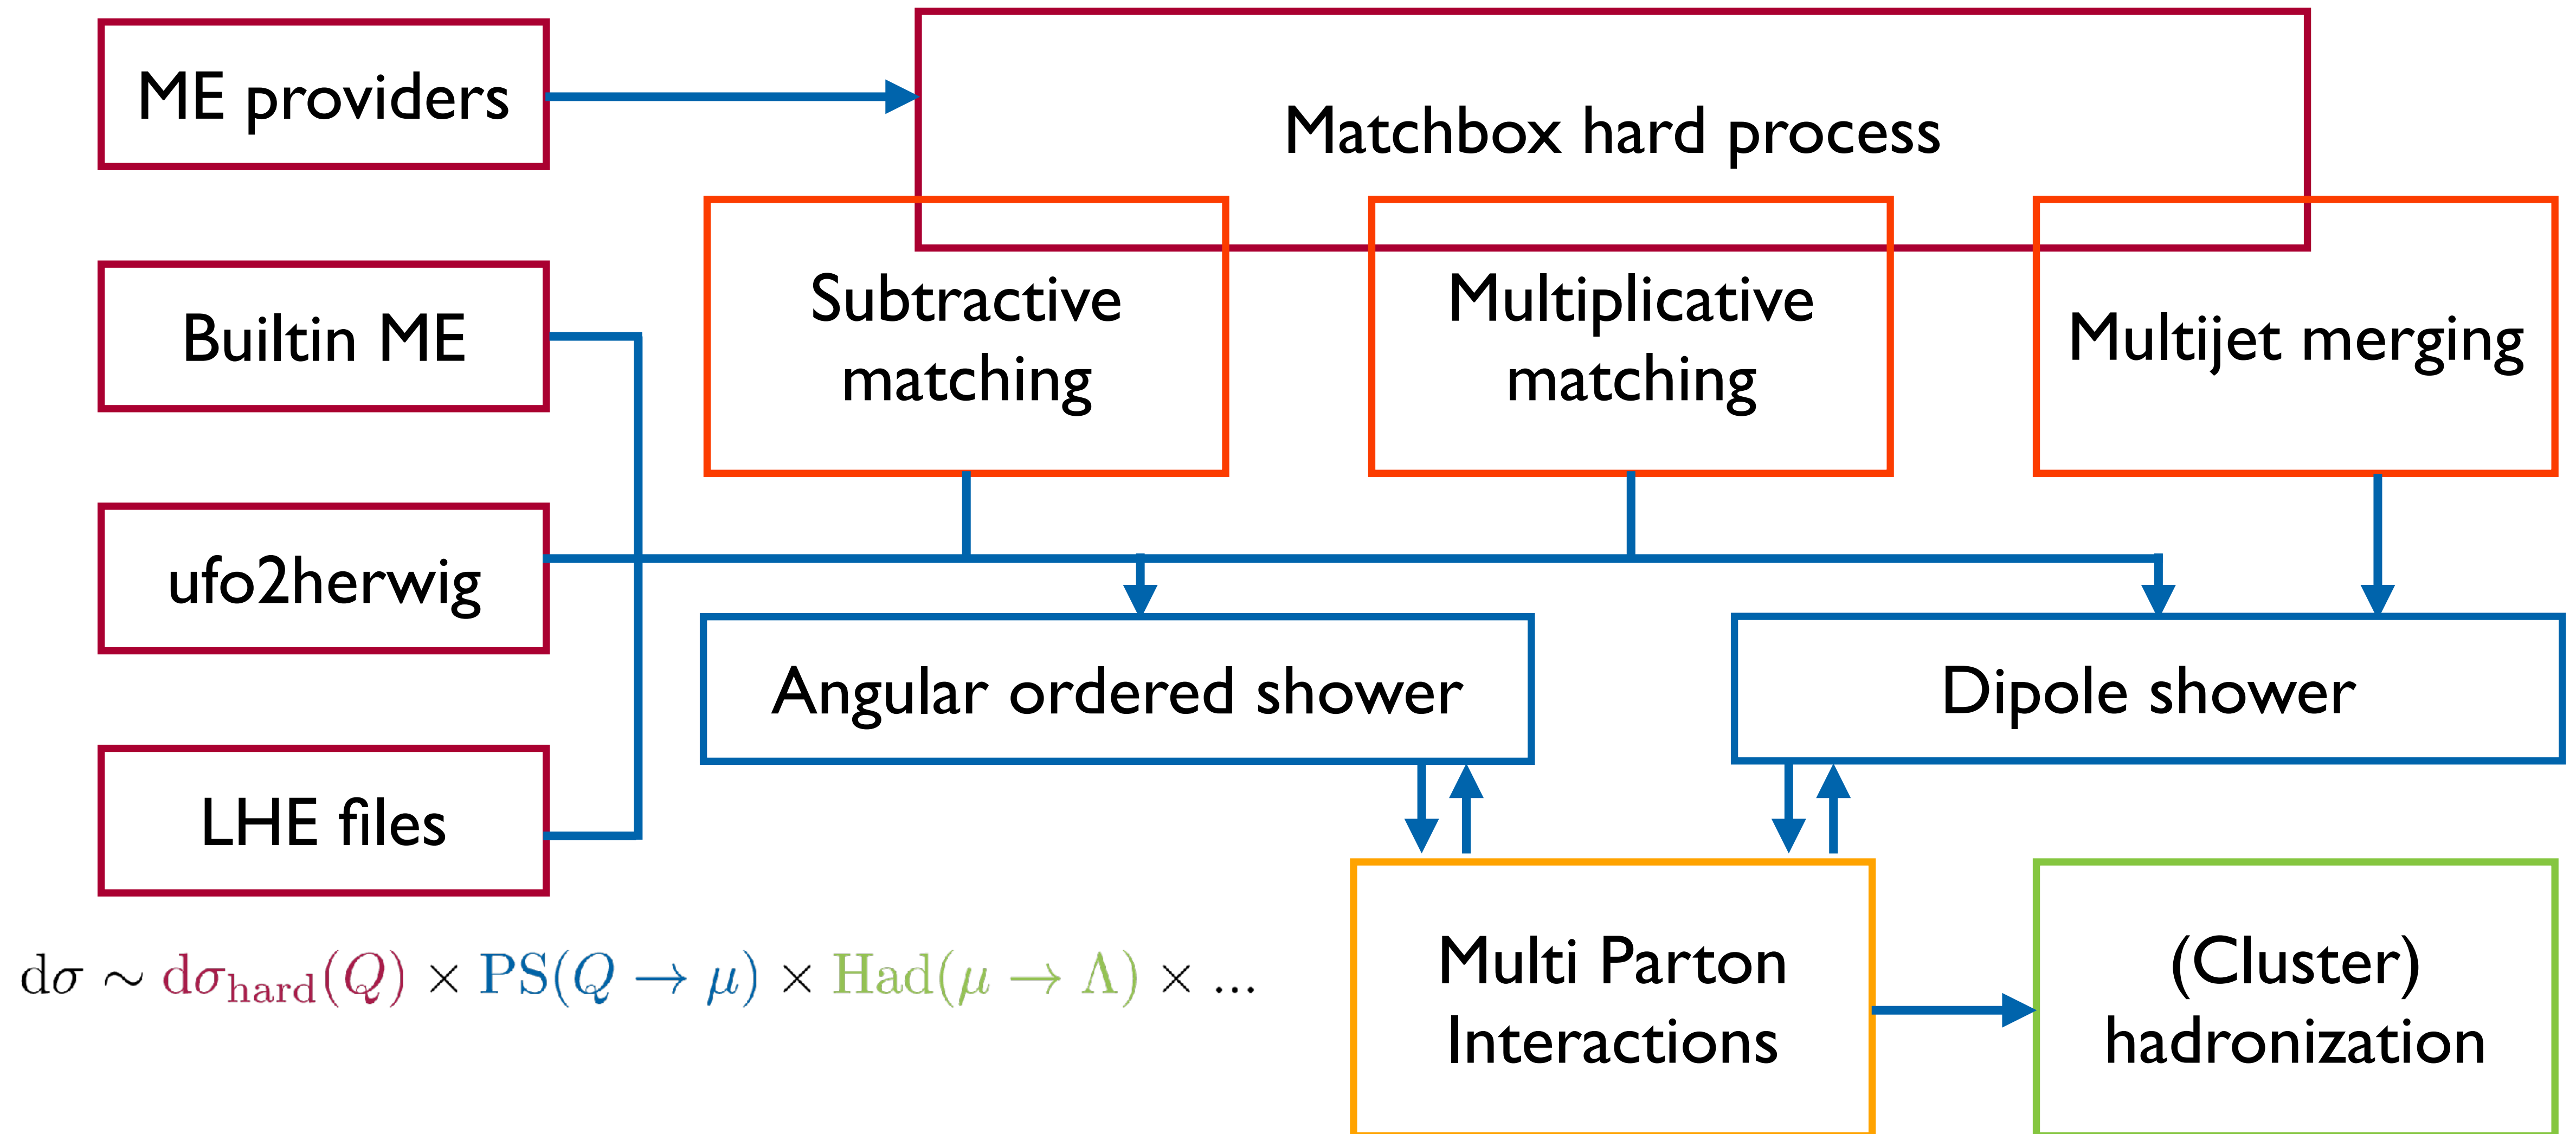 ME providers
Matchbox hard process
Subtractive
matching
Multiplicative
matching
Multijet merging
Builtin ME
ufo2herwig
Angular ordered shower
Dipole shower
LHE files
Multi Parton
Interactions
(Cluster)
hadronization
dσ ∼ dσ_hard(Q) × PS(Q → μ) × Had(μ → Λ) × ...